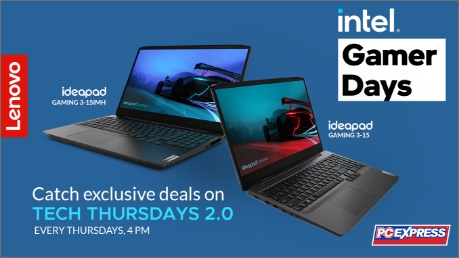 Lenovo
intel
Gamer
Days
ideapad
GAMING 3-15IMH
ideapad
GAMING 3-15
Catch exclusive deals on
TECH THURSDAYS 2.0
EVERY THURSDAYS, 4 PM
PC EXPRESS